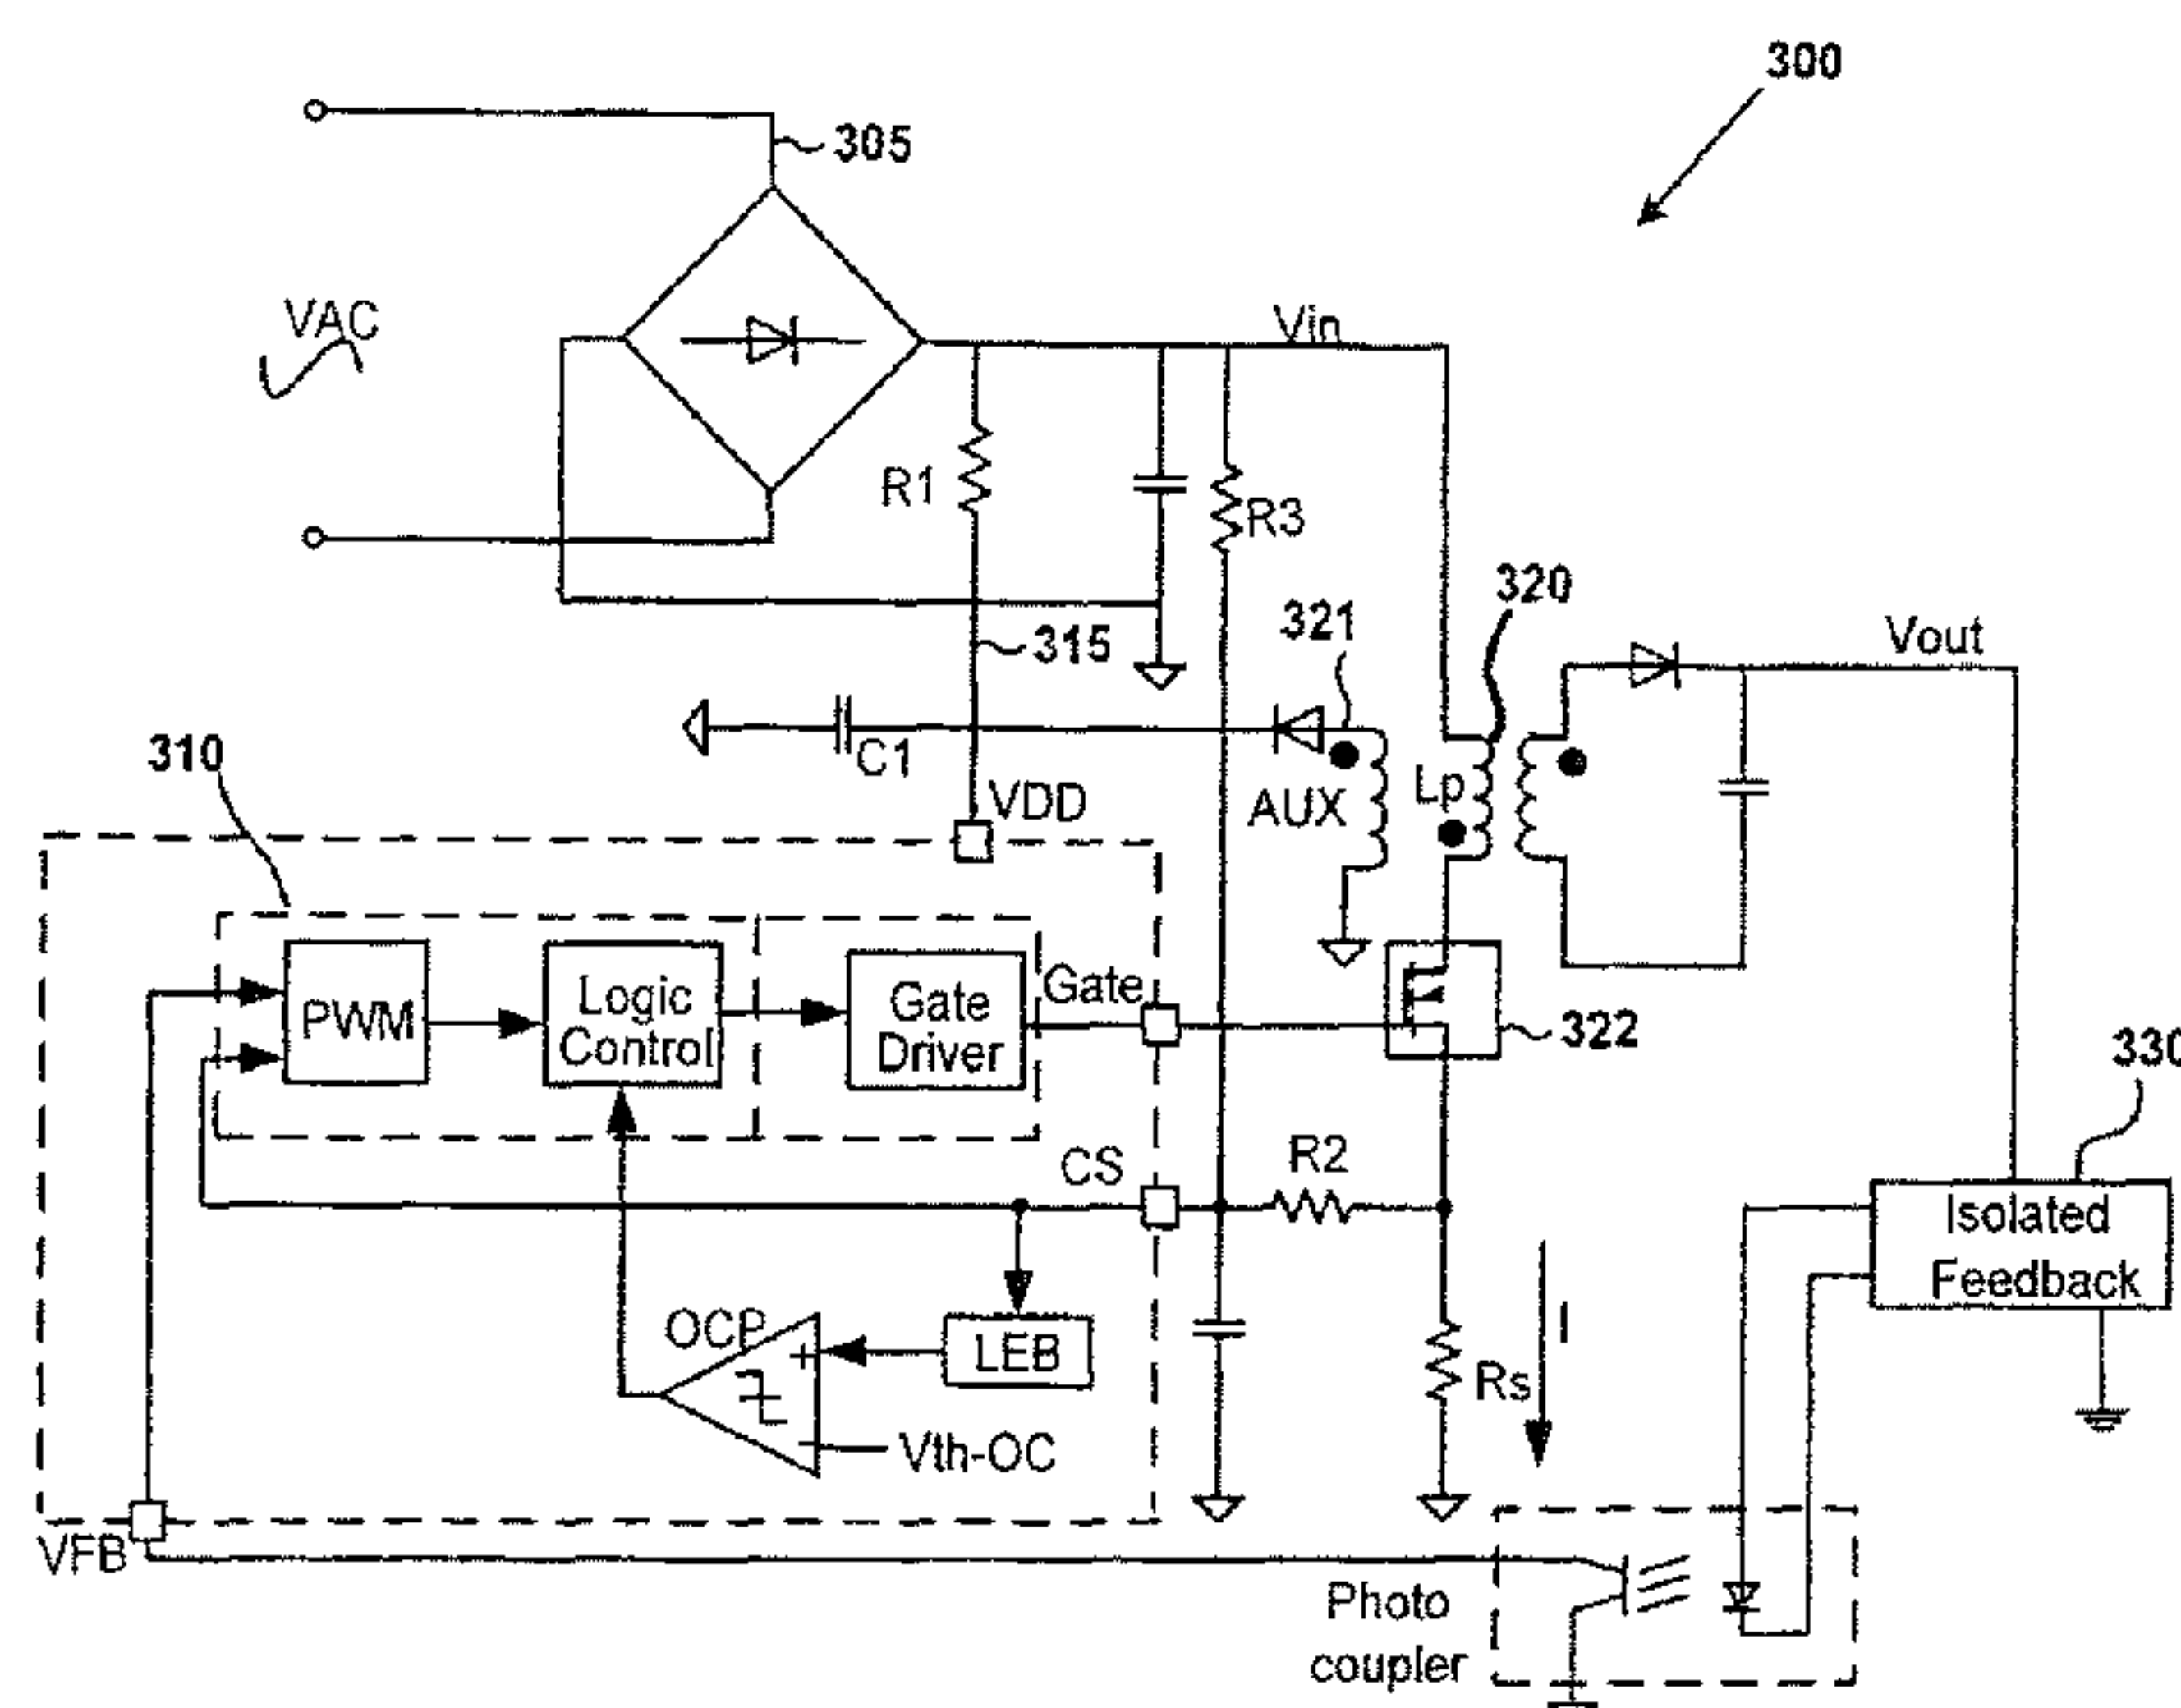 300
305
VAC
Vin
R1
R3
320
321
315
Vout
310
C1
VDD
AUX
Lp
PWM
Logic
Control
Gate
Driver
Gate
322
330
CS
R2
Isolated
Feedback
OCP
LEB
+
-
Vth-OC
Rs
I
VFB
Photo
coupler